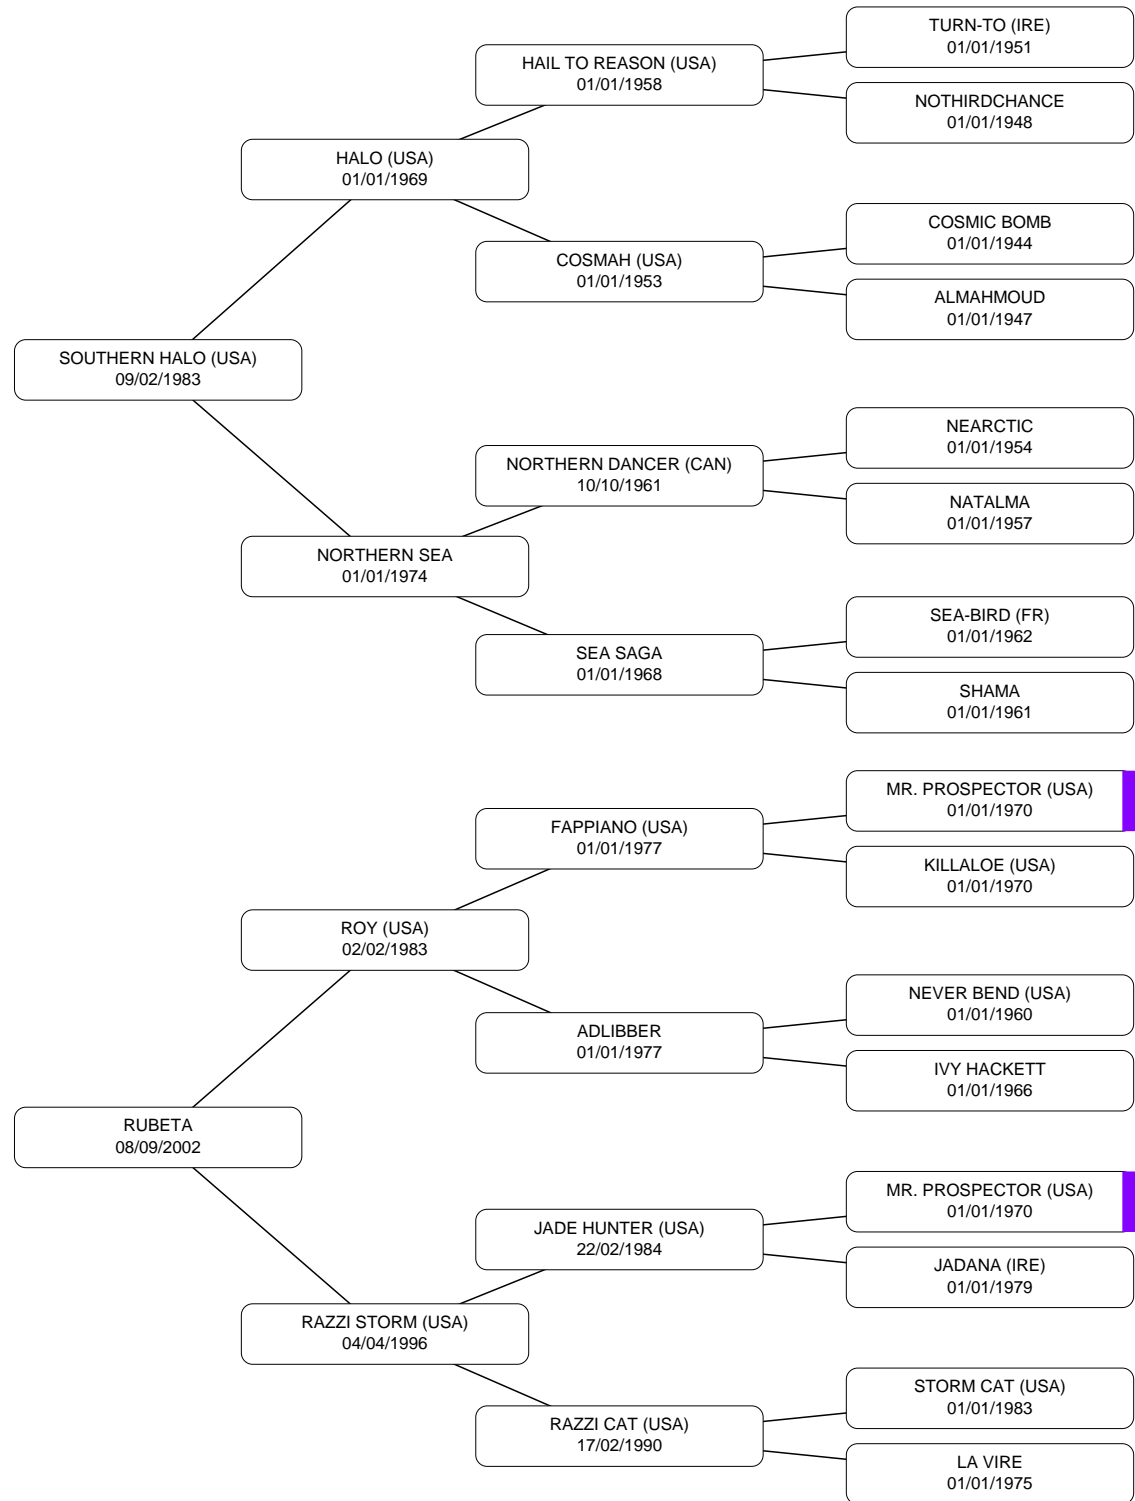 TURN-TO (IRE)
01/01/1951
HAIL TO REASON (USA)
01/01/1958
NOTHIRDCHANCE
01/01/1948
HALO (USA)
01/01/1969
COSMIC BOMB
01/01/1944
COSMAH (USA)
01/01/1953
ALMAHMOUD
01/01/1947
SOUTHERN HALO (USA)
09/02/1983
NEARCTIC
01/01/1954
NORTHERN DANCER (CAN)
10/10/1961
NATALMA
01/01/1957
NORTHERN SEA
01/01/1974
SEA-BIRD (FR)
01/01/1962
SEA SAGA
01/01/1968
SHAMA
01/01/1961
MR. PROSPECTOR (USA)
01/01/1970
FAPPIANO (USA)
01/01/1977
KILLALOE (USA)
01/01/1970
ROY (USA)
02/02/1983
NEVER BEND (USA)
01/01/1960
ADLIBBER
01/01/1977
IVY HACKETT
01/01/1966
RUBETA
08/09/2002
MR. PROSPECTOR (USA)
01/01/1970
JADE HUNTER (USA)
22/02/1984
JADANA (IRE)
01/01/1979
RAZZI STORM (USA)
04/04/1996
STORM CAT (USA)
01/01/1983
RAZZI CAT (USA)
17/02/1990
LA VIRE
01/01/1975